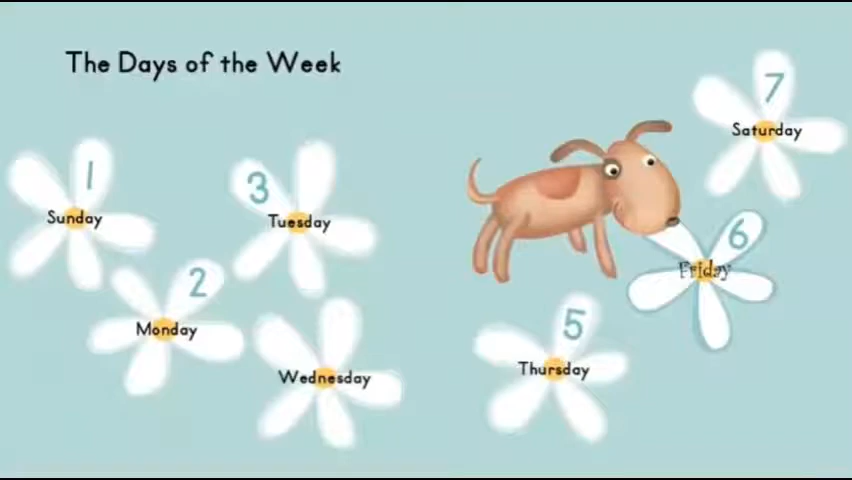 The Days of the Week
1
Sunday
2
Monday
3
Tuesday
Wednesday
5
Thursday
6
Friday
7
Saturday